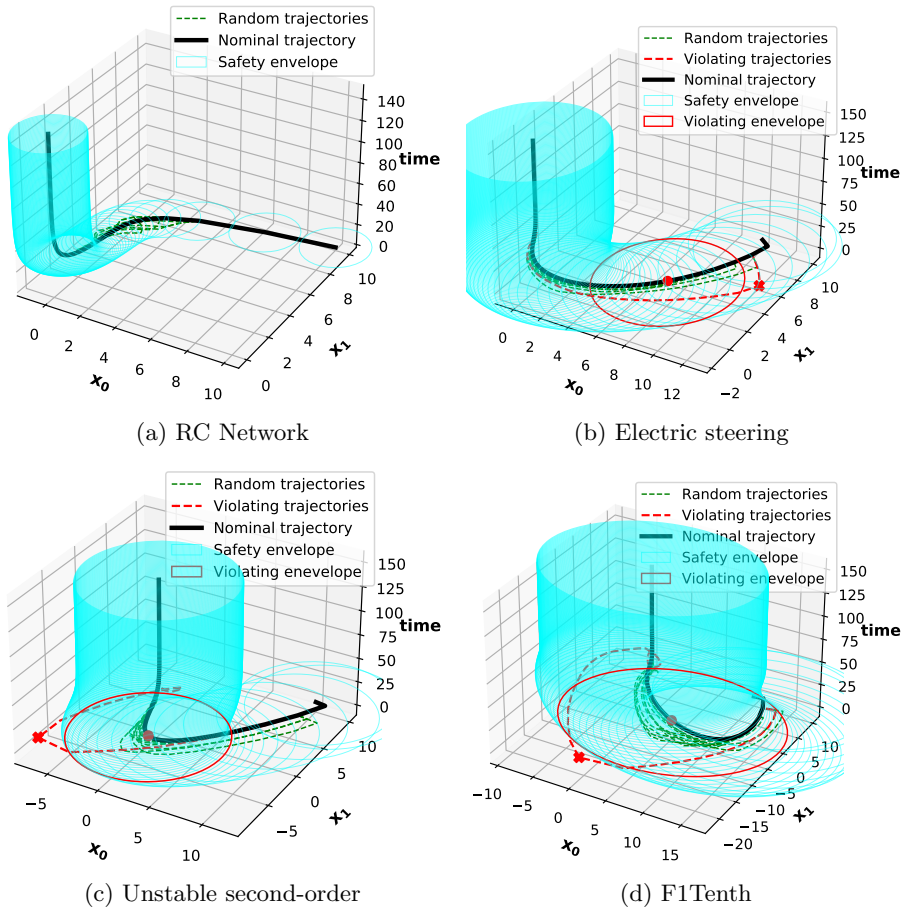 Random trajectories
Nominal trajectory
Safety envelope
140
120
100
80
60
40
20
0
time
0
2
4
6
8
10
x0
0
2
4
6
8
10
x1
(a) RC Network
Random trajectories
Violating trajectories
Nominal trajectory
Safety envelope
Violating enevelope
150
125
100
75
50
25
0
time
0
2
4
6
8
10
12
x0
−2
0
2
4
6
8
10
x1
(b) Electric steering
Random trajectories
Violating trajectories
Nominal trajectory
Safety envelope
Violating enevelope
150
125
100
75
50
25
0
time
−5
0
5
10
x0
−5
0
5
10
x1
(c) Unstable second-order
Random trajectories
Violating trajectories
Nominal trajectory
Safety envelope
Violating enevelope
150
125
100
75
50
25
0
time
−10
−5
0
5
10
15
x0
−20
−15
−10
−5
0
5
10
x1
(d) F1Tenth